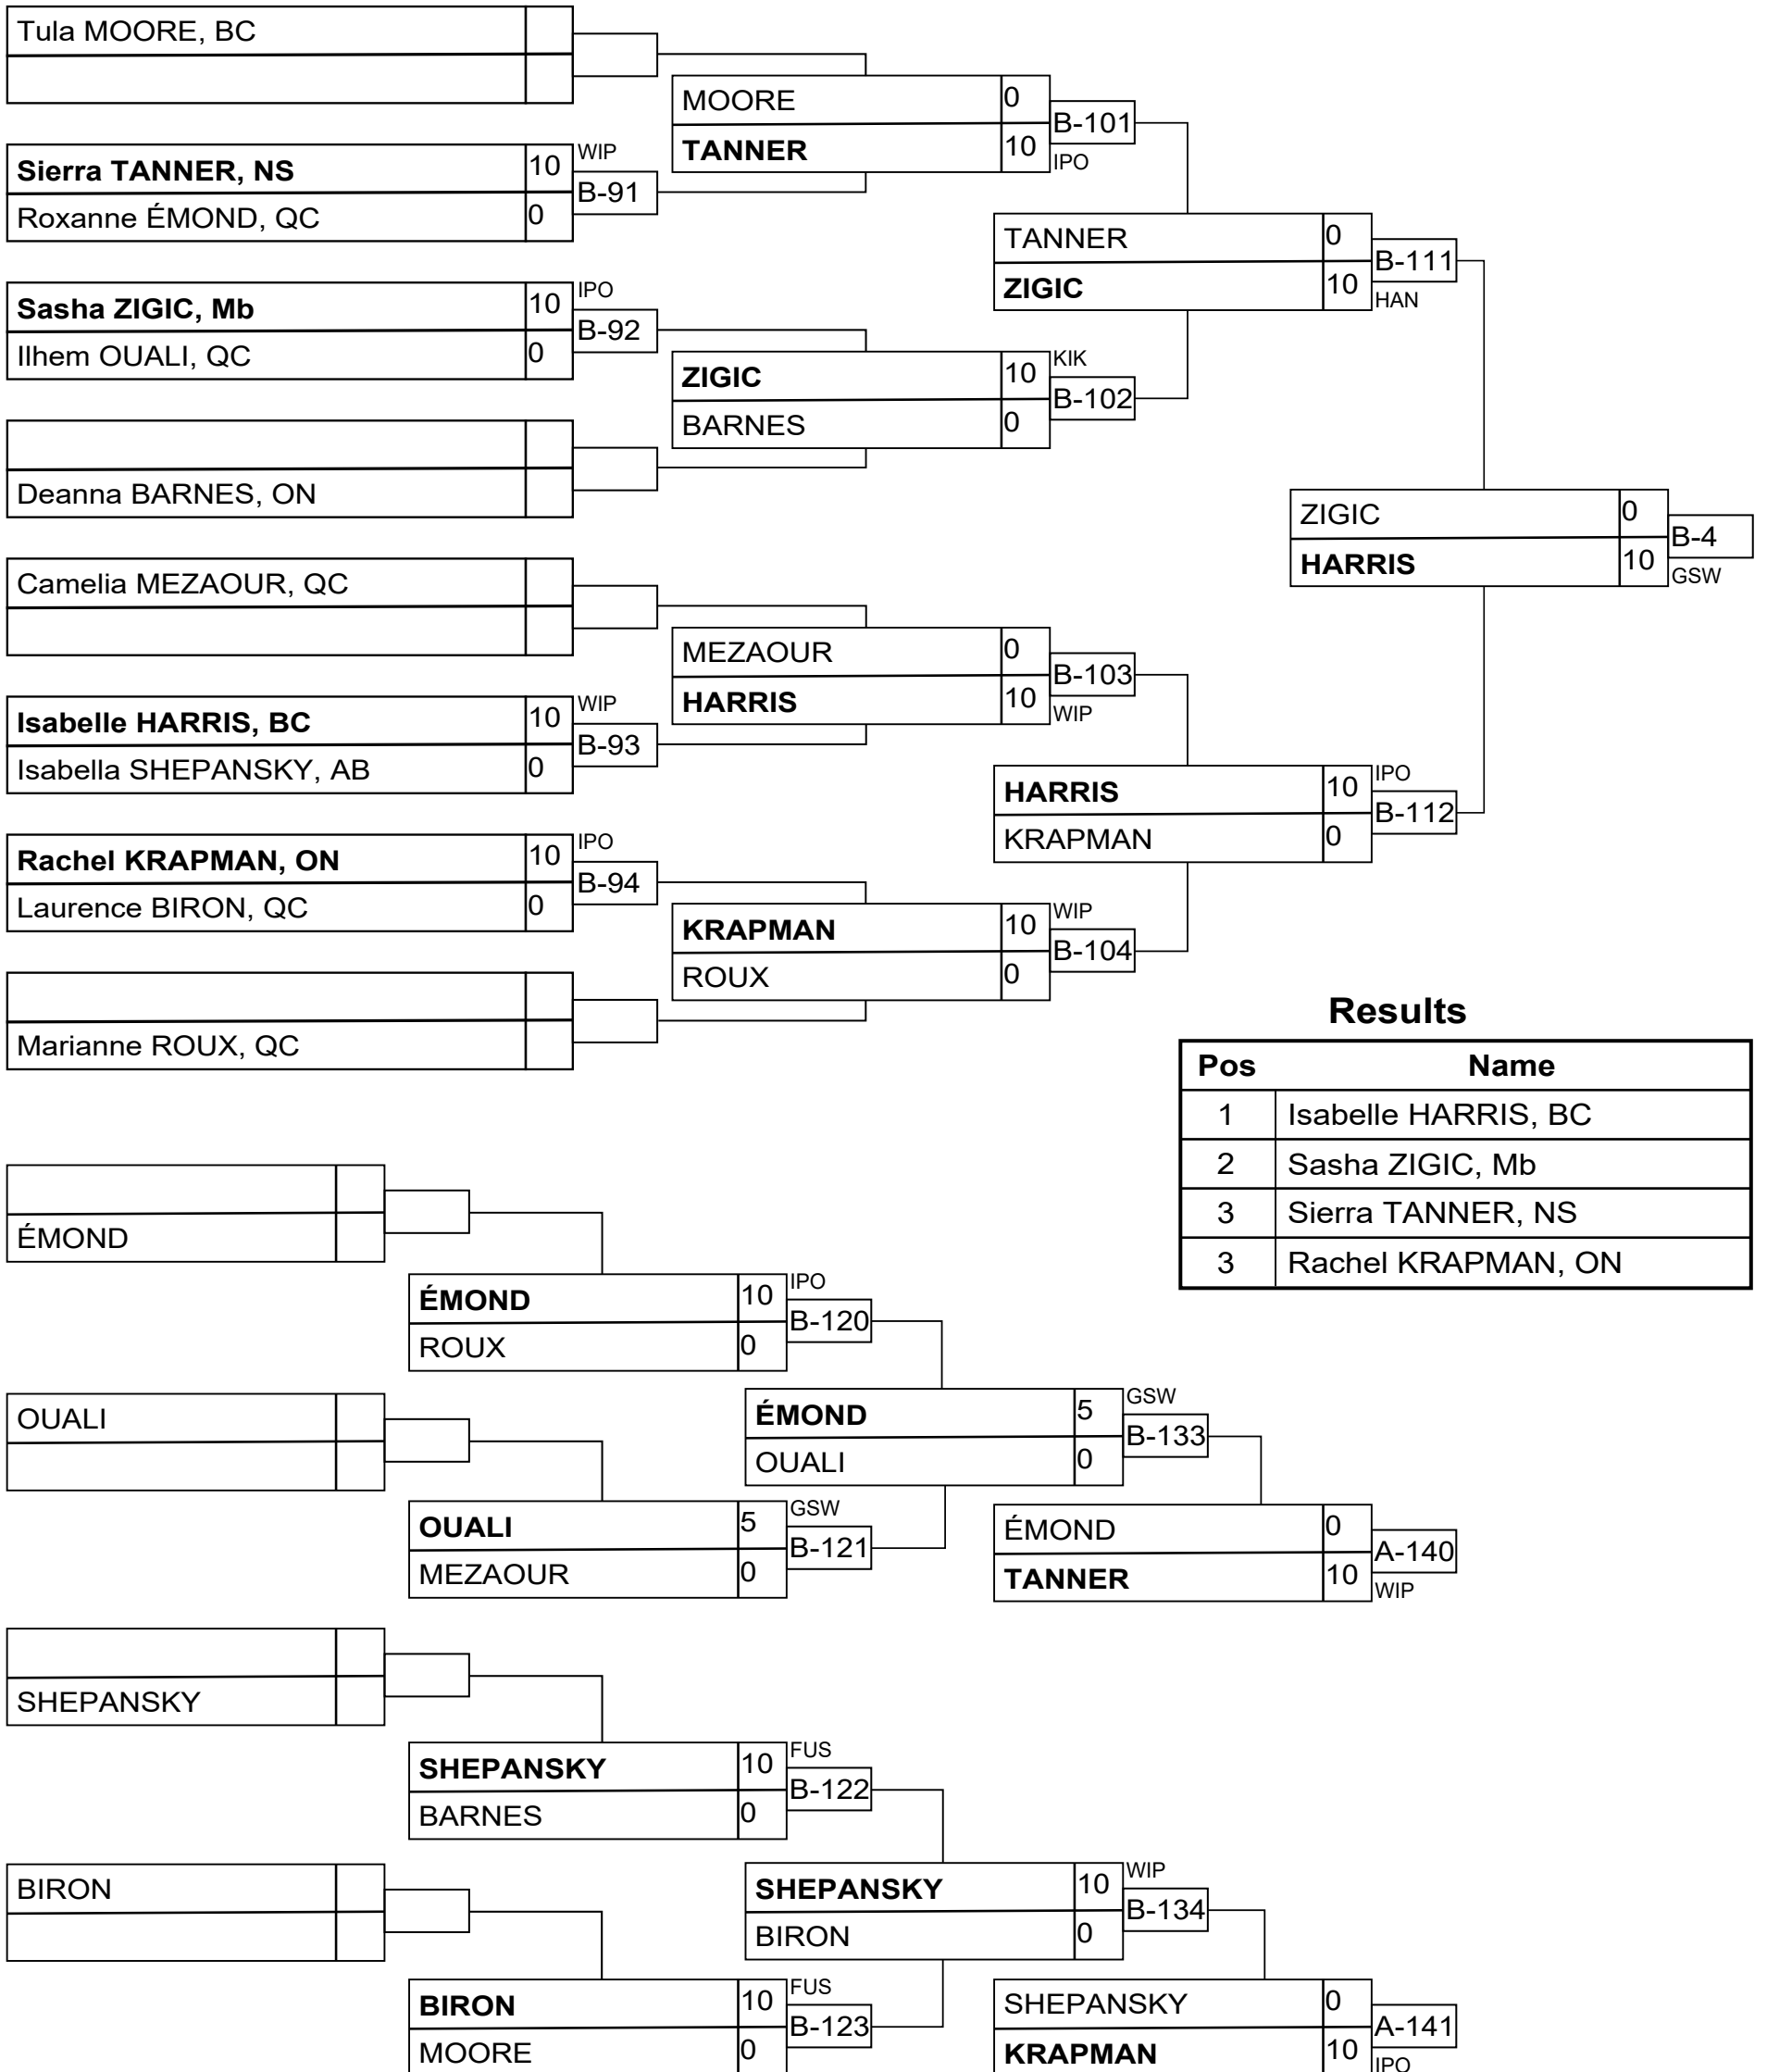 Tula MOORE, BC
MOORE 0
B-101
TANNER 10
IPO
Sierra TANNER, NS 10
WIP
B-91
Roxanne ÉMOND, QC 0
TANNER 0
B-111
ZIGIC 10
HAN
Sasha ZIGIC, Mb 10
IPO
B-92
Ilhem OUALI, QC 0
ZIGIC 10
KIK
B-102
BARNES 0
Deanna BARNES, ON
ZIGIC 0
B-4
HARRIS 10
GSW
Camelia MEZAOUR, QC
MEZAOUR 0
B-103
HARRIS 10
WIP
Isabelle HARRIS, BC 10
WIP
B-93
Isabella SHEPANSKY, AB 0
HARRIS 10
IPO
B-112
KRAPMAN 0
Rachel KRAPMAN, ON 10
IPO
B-94
Laurence BIRON, QC 0
KRAPMAN 10
WIP
B-104
ROUX 0
Marianne ROUX, QC
Results
Pos Name
1 Isabelle HARRIS, BC
2 Sasha ZIGIC, Mb
3 Sierra TANNER, NS
3 Rachel KRAPMAN, ON
ÉMOND
ÉMOND 10
IPO
B-120
ROUX 0
OUALI
ÉMOND 5
GSW
B-133
OUALI 0
OUALI 5
GSW
B-121
MEZAOUR 0
ÉMOND 0
A-140
TANNER 10
WIP
SHEPANSKY
SHEPANSKY 10
FUS
B-122
BARNES 0
BIRON
SHEPANSKY 10
WIP
B-134
BIRON 0
BIRON 10
FUS
B-123
MOORE 0
SHEPANSKY 0
A-141
KRAPMAN 10
IPO